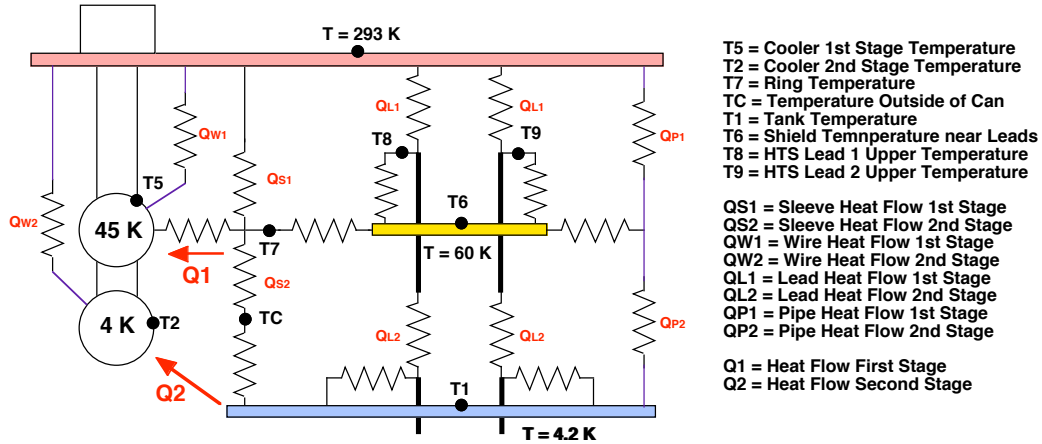 T = 293 K
T5 = Cooler 1st Stage Temperature
T2 = Cooler 2nd Stage Temperature
T7 = Ring Temperature
TC = Temperature Outside of Can
T1 = Tank Temperature
T6 = Shield Temnperature near Leads
T8 = HTS Lead 1 Upper Temperature
T9 = HTS Lead 2 Upper Temperature
QS1 = Sleeve Heat Flow 1st Stage
QS2 = Sleeve Heat Flow 2nd Stage
QW1 = Wire Heat Flow 1st Stage
QW2 = Wire Heat Flow 2nd Stage
QL1 = Lead Heat Flow 1st Stage
QL2 = Lead Heat Flow 2nd Stage
QP1 = Pipe Heat Flow 1st Stage
QP2 = Pipe Heat Flow 2nd Stage
Q1 = Heat Flow First Stage
Q2 = Heat Flow Second Stage
QL1
QL1
QW1
T8
T9
QP1
T5
QS1
QW2
T6
45 K
T7
T = 60 K
Q1
QS2
4 K
T2
TC
QL2
QL2
QP2
Q2
T1
T = 4.2 K